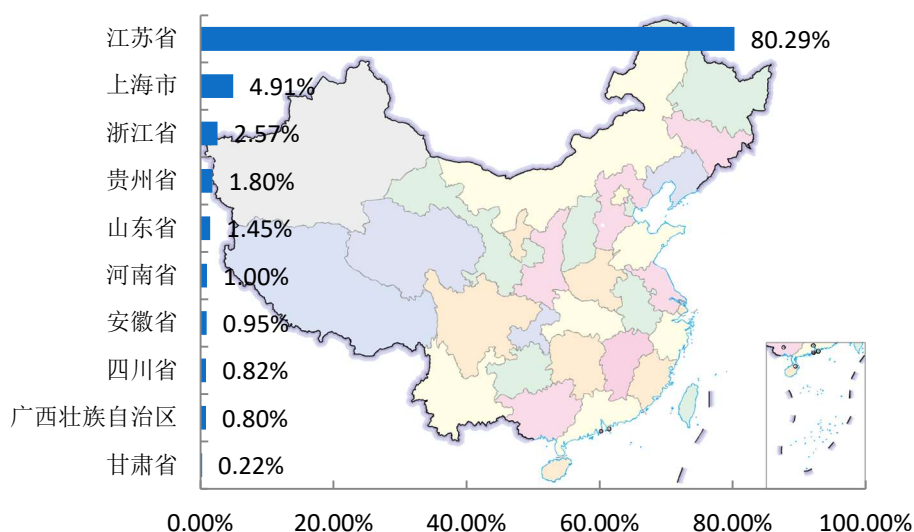 江苏省 80.29%
上海市 4.91%
浙江省 2.57%
贵州省 1.80%
山东省 1.45%
河南省 1.00%
安徽省 0.95%
四川省 0.82%
广西壮族自治区 0.80%
甘肃省 0.22%
0.00% 20.00% 40.00% 60.00% 80.00% 100.00%